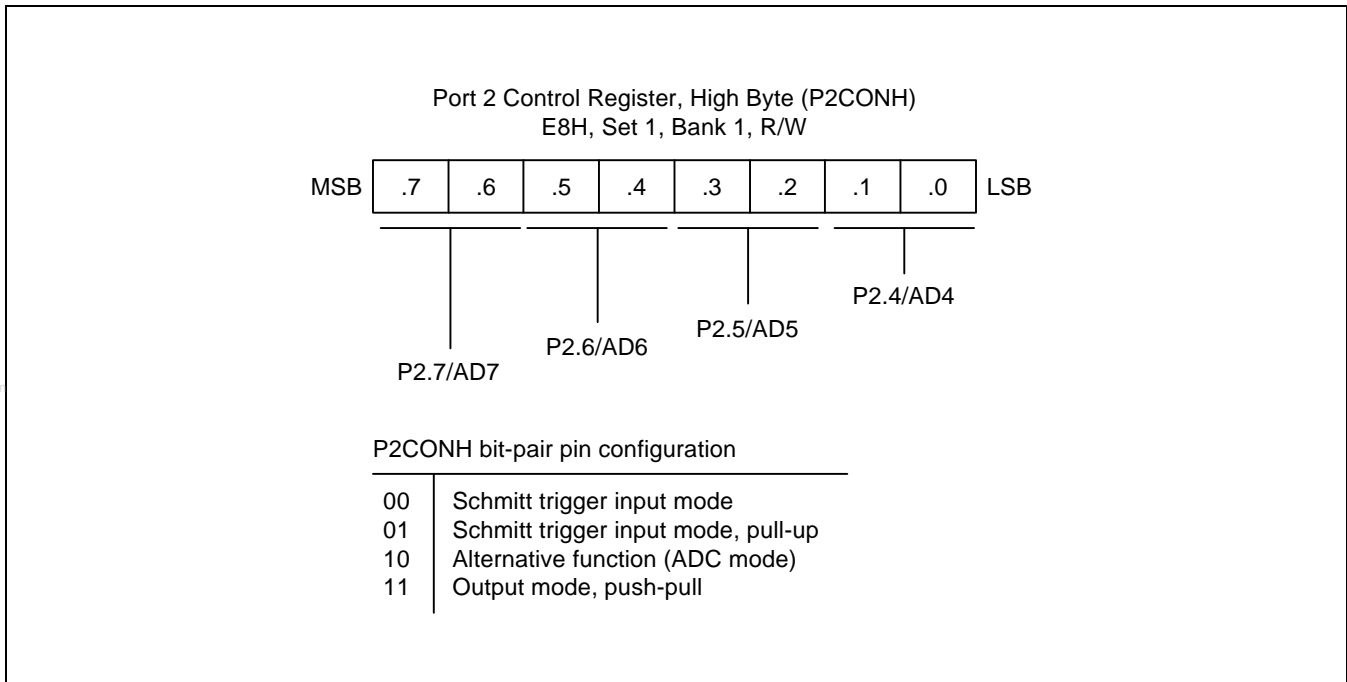 Port 2 Control Register, High Byte (P2CONH)
E8H, Set 1, Bank 1, R/W
MSB .7 .6 .5 .4 .3 .2 .1 .0 LSB
P2.4/AD4
P2.5/AD5
P2.6/AD6
P2.7/AD7
P2CONH bit-pair pin configuration
00 Schmitt trigger input mode
01 Schmitt trigger input mode, pull-up
10 Alternative function (ADC mode)
11 Output mode, push-pull